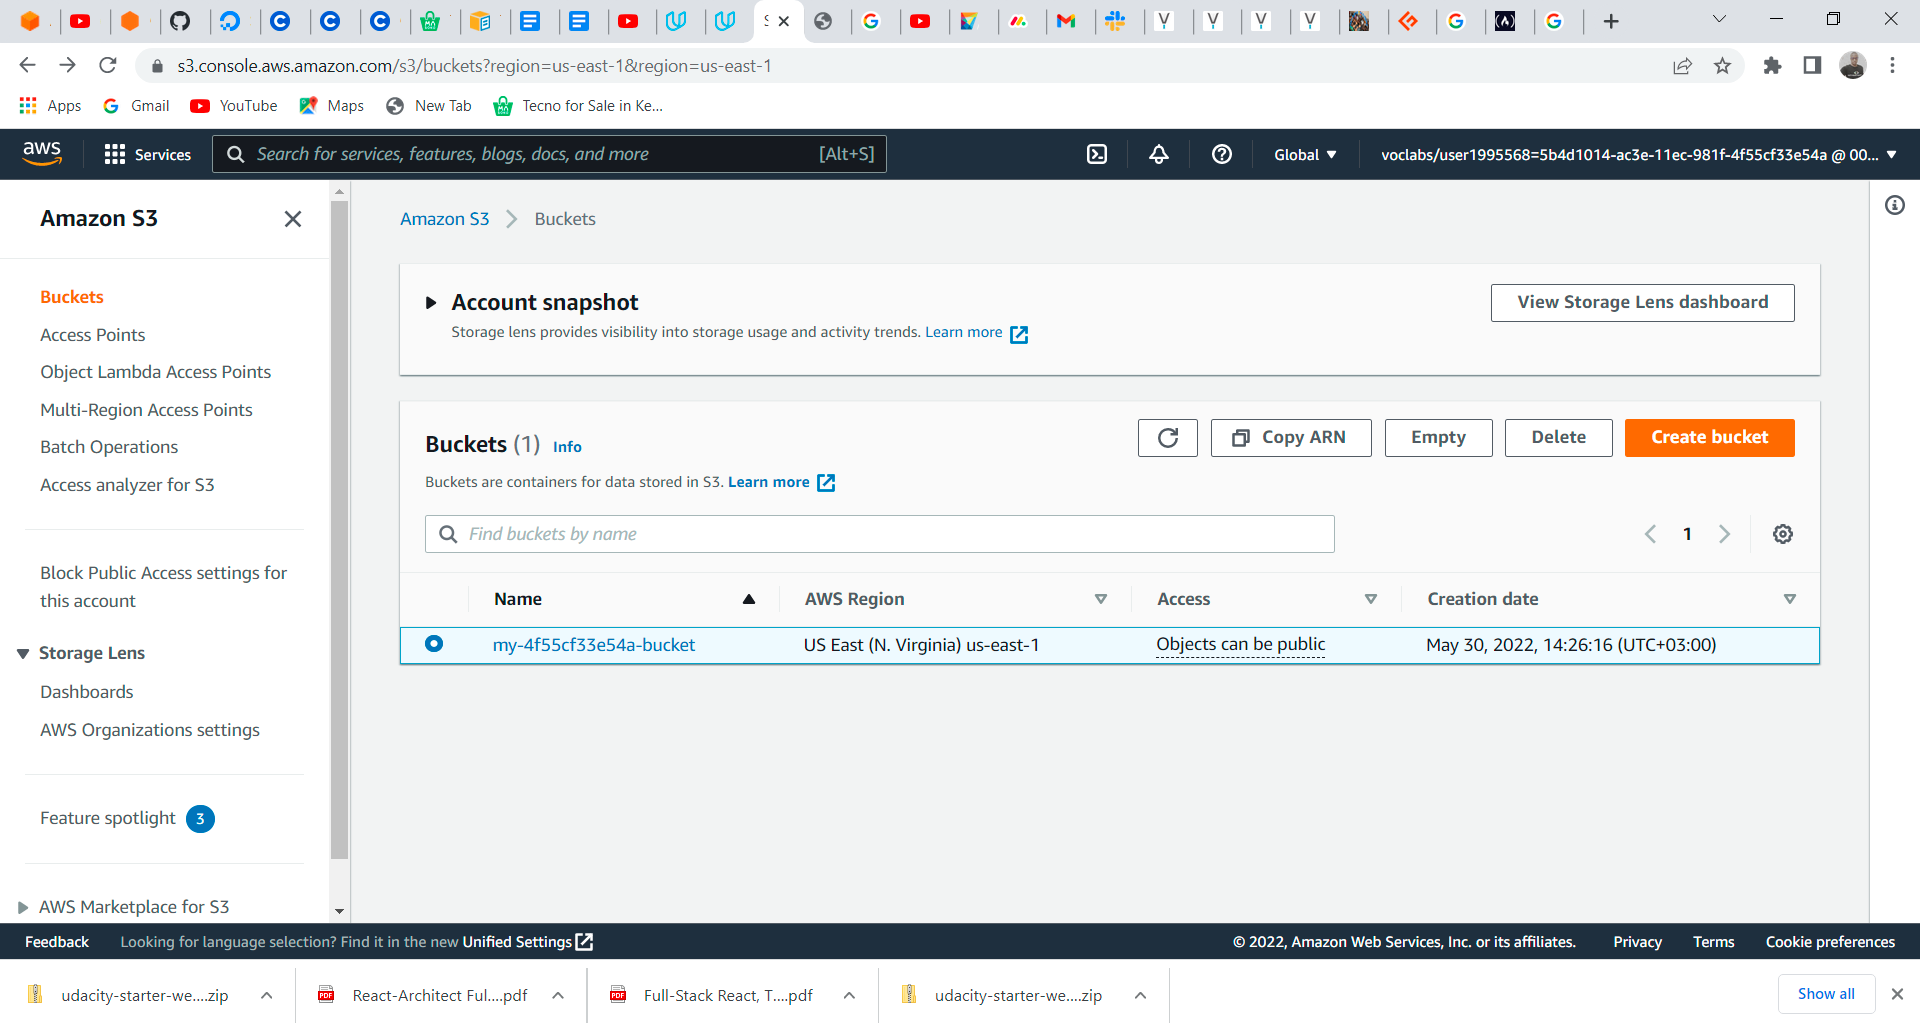 s3.console.aws.amazon.com/s3/buckets?region=us-east-1&region=us-east-1
Apps Gmail YouTube Maps New Tab Tecno for Sale in Ke...
aws Services Search for services, features, blogs, docs, and more [Alt+S] Global voclabs/user1995568=5b4d1014-ac3e-11ec-981f-4f55cf33e54a @ 00...
Amazon S3
Buckets
Access Points
Object Lambda Access Points
Multi-Region Access Points
Batch Operations
Access analyzer for S3
Block Public Access settings for
this account
Storage Lens
Dashboards
AWS Organizations settings
Feature spotlight 3
AWS Marketplace for S3
Amazon S3 Buckets
Account snapshot
Storage lens provides visibility into storage usage and activity trends. Learn more
View Storage Lens dashboard
Buckets (1) Info
Copy ARN Empty Delete Create bucket
Buckets are containers for data stored in S3. Learn more
Find buckets by name
1
Name AWS Region Access Creation date
my-4f55cf33e54a-bucket US East (N. Virginia) us-east-1 Objects can be public May 30, 2022, 14:26:16 (UTC+03:00)
Feedback Looking for language selection? Find it in the new Unified Settings © 2022, Amazon Web Services, Inc. or its affiliates. Privacy Terms Cookie preferences
udacity-starter-we....zip React-Architect Ful....pdf Full-Stack React, T....pdf udacity-starter-we....zip Show all